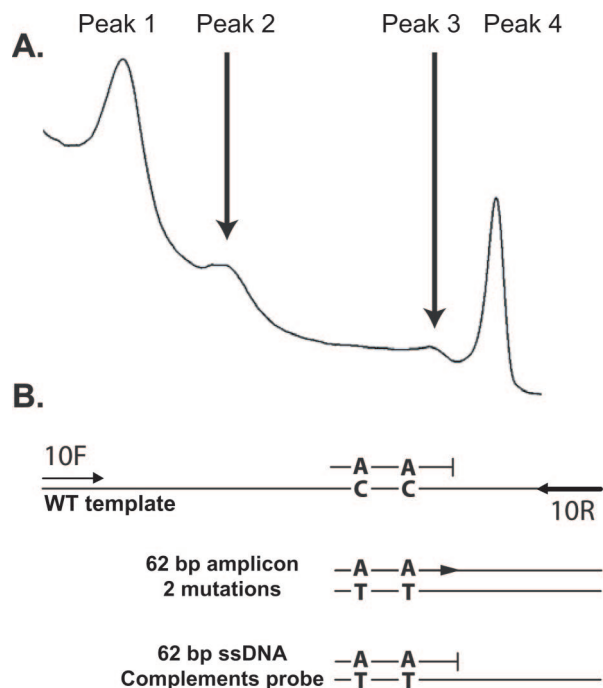 Peak 1 Peak 2 Peak 3 Peak 4
A.
B.
10F
A A
C C
WT template
10R
62 bp amplicon
2 mutations
A A
T T
62 bp ssDNA
Complements probe
A A
T T